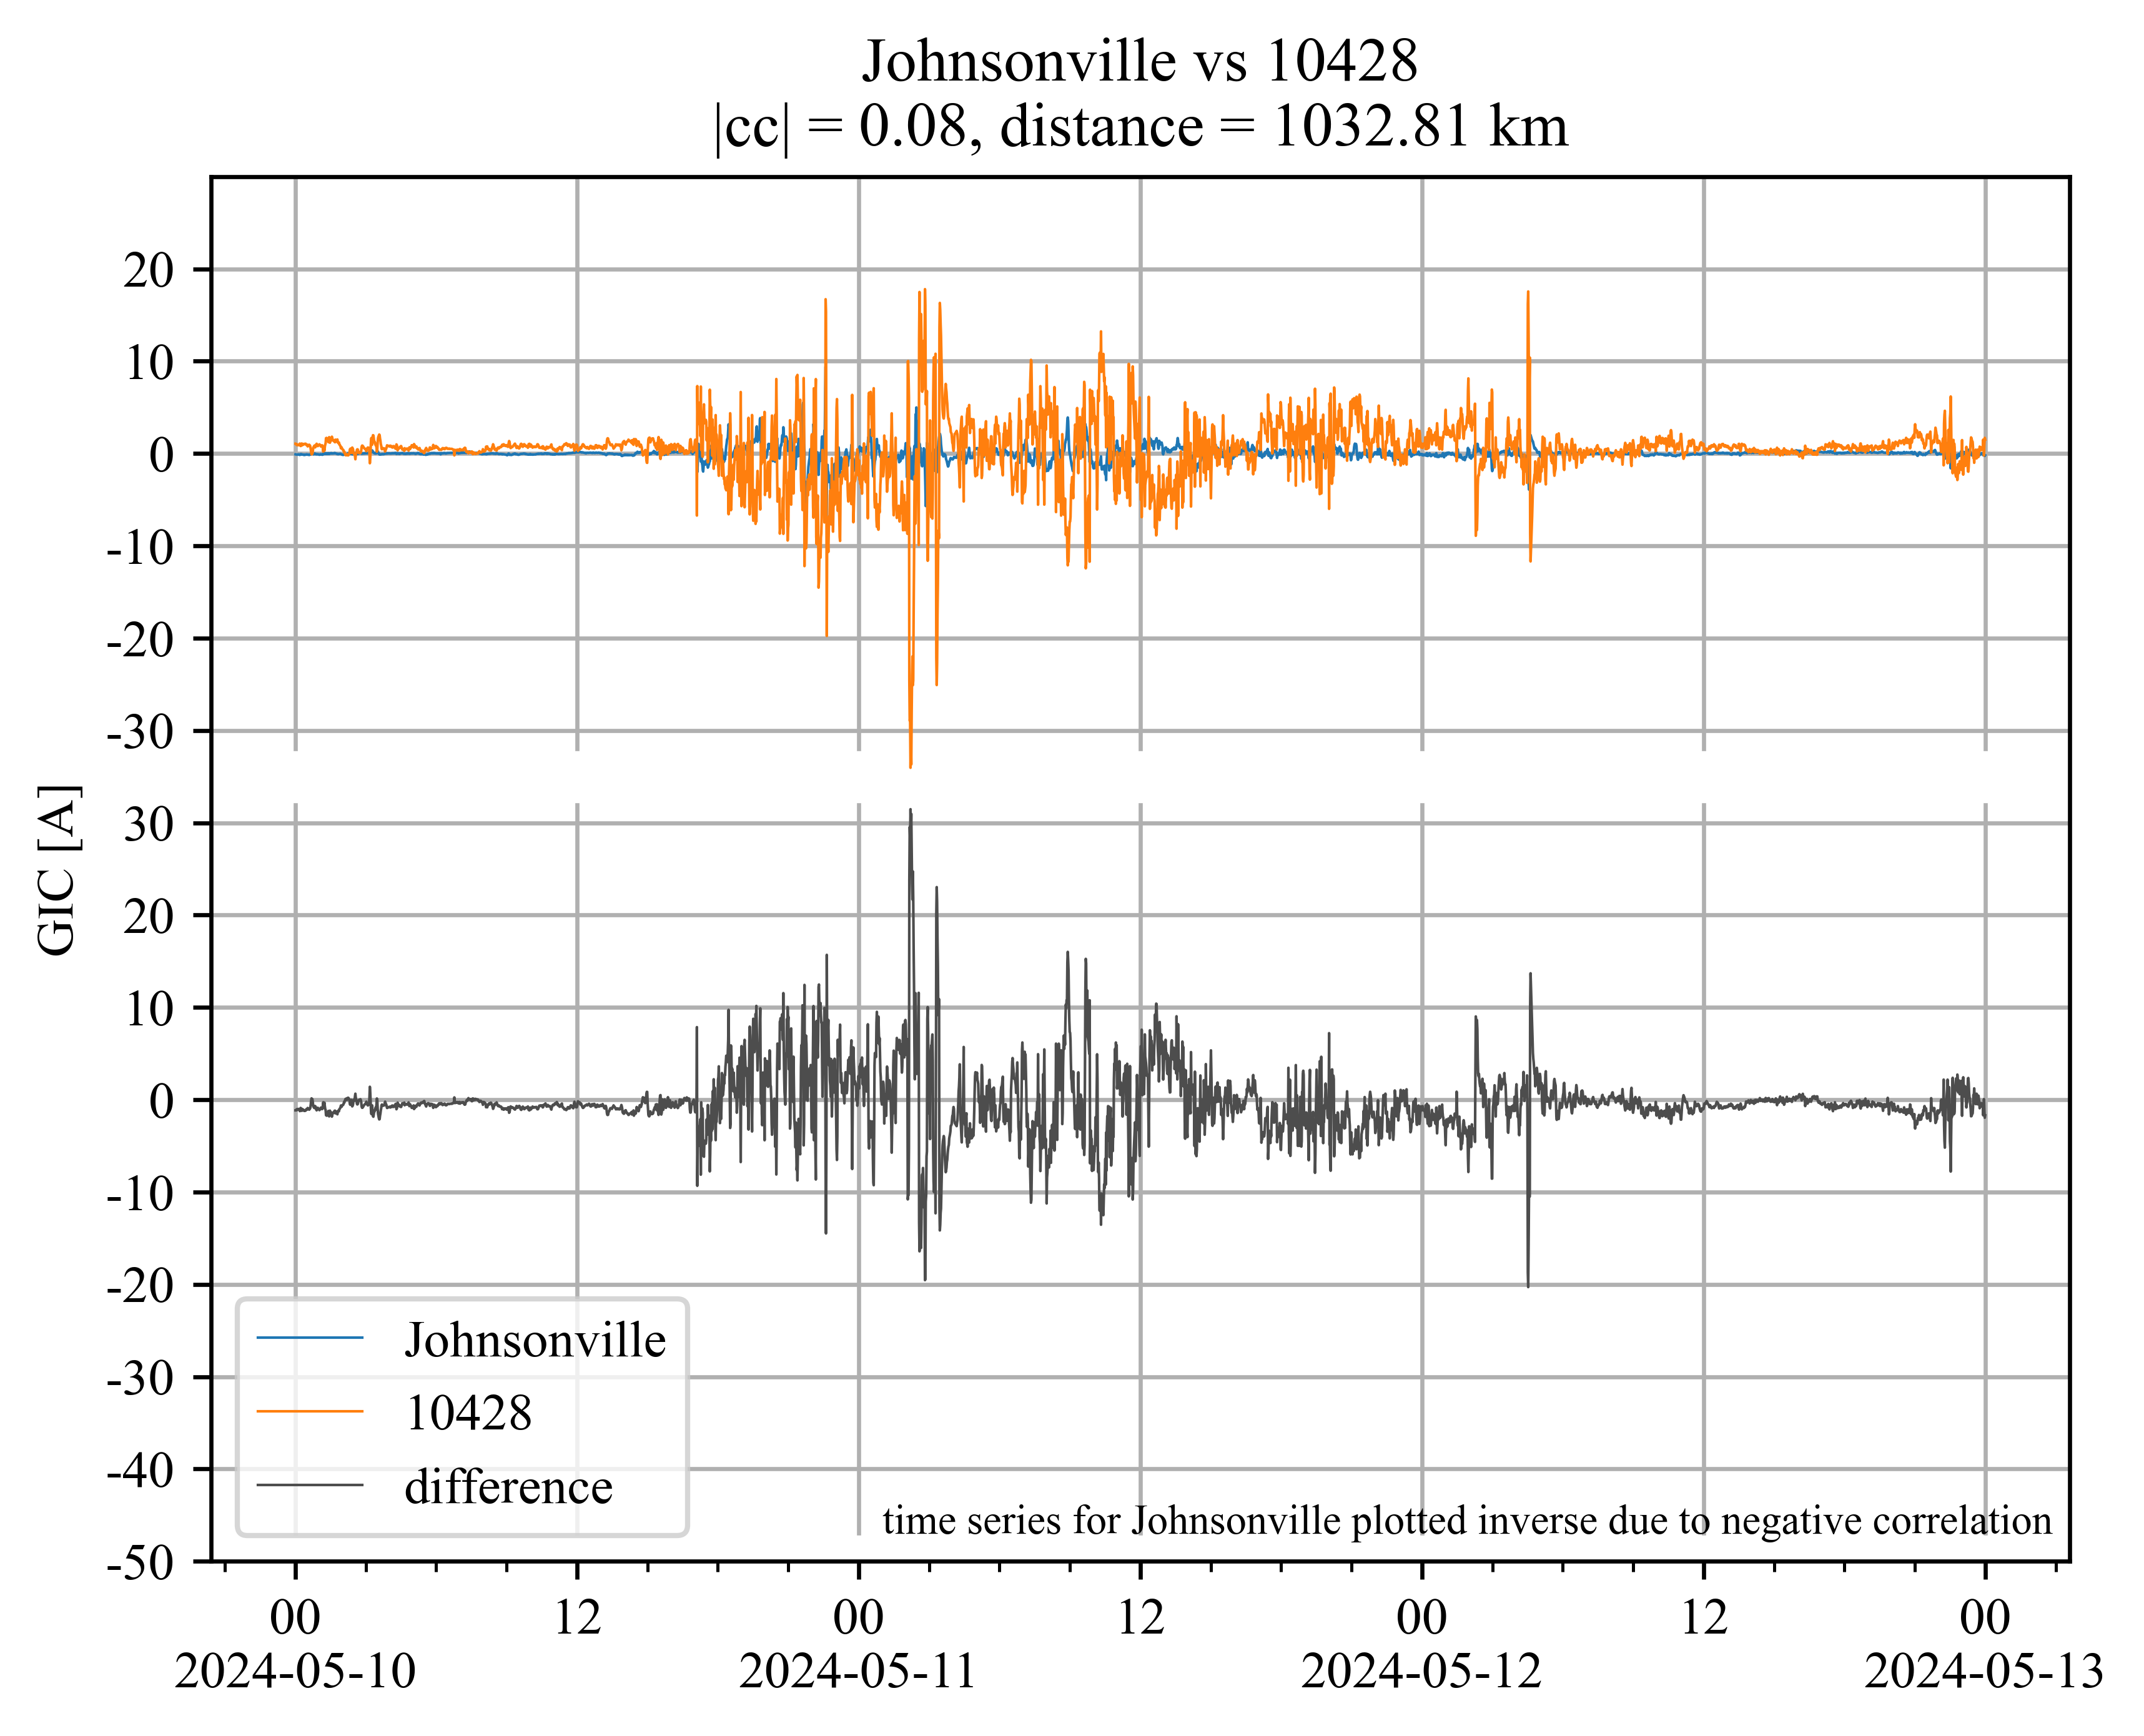 Johnsonville vs 10428
|cc| = 0.08, distance = 1032.81 km
GIC [A]
20
10
0
-10
-20
-30
30
20
10
0
-10
-20
-30
-40
-50
Johnsonville
10428
difference
time series for Johnsonville plotted inverse due to negative correlation
00 12 00 12 00 12 00
2024-05-10 2024-05-11 2024-05-12 2024-05-13